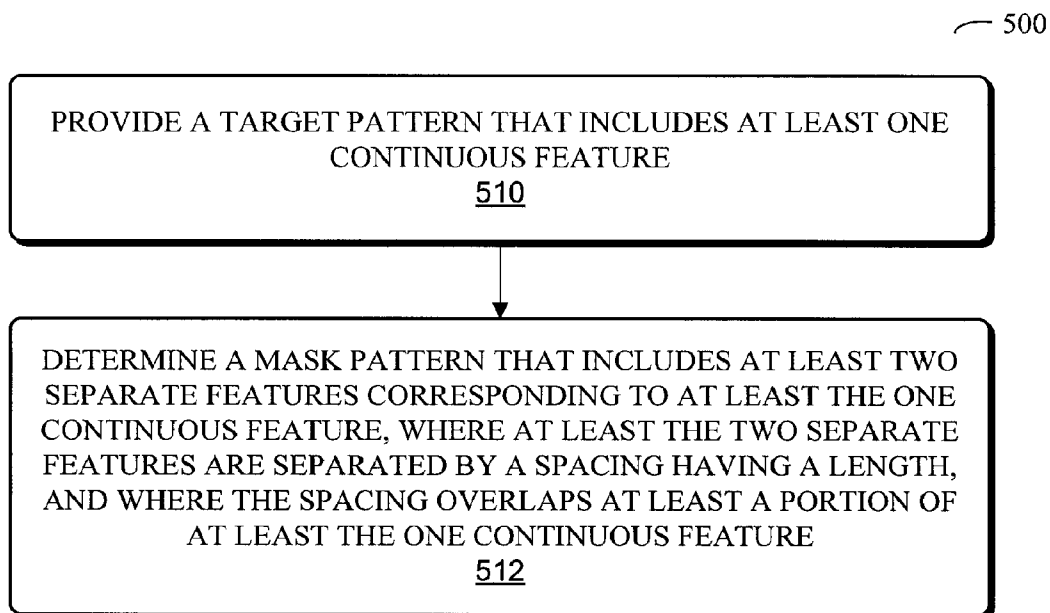 500
PROVIDE A TARGET PATTERN THAT INCLUDES AT LEAST ONE
CONTINUOUS FEATURE
510
DETERMINE A MASK PATTERN THAT INCLUDES AT LEAST TWO
SEPARATE FEATURES CORRESPONDING TO AT LEAST THE ONE
CONTINUOUS FEATURE, WHERE AT LEAST THE TWO SEPARATE
FEATURES ARE SEPARATED BY A SPACING HAVING A LENGTH,
AND WHERE THE SPACING OVERLAPS AT LEAST A PORTION OF
AT LEAST THE ONE CONTINUOUS FEATURE
512